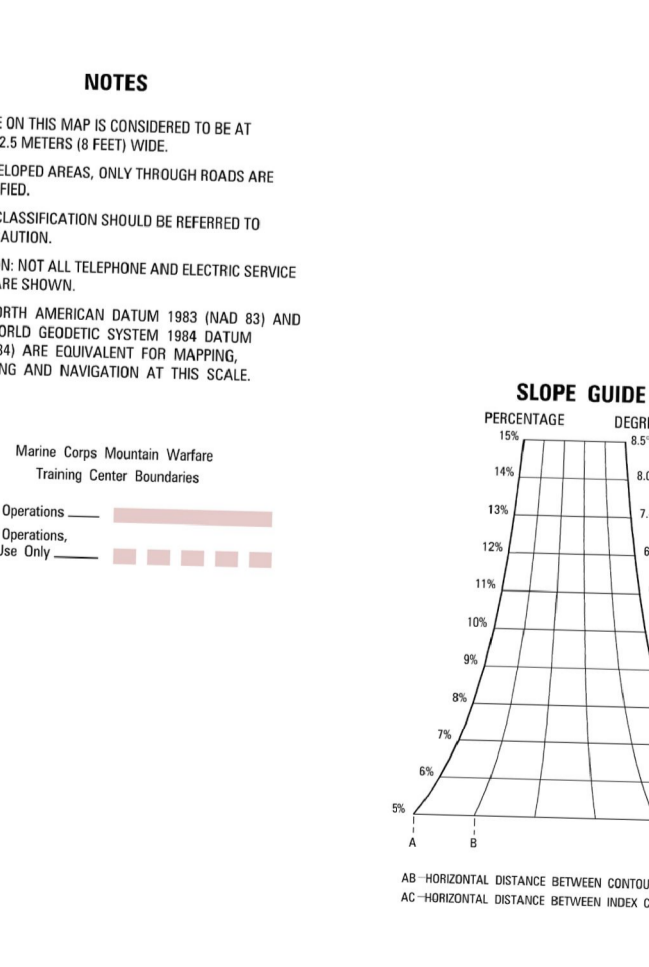 NOTES
E ON THIS MAP IS CONSIDERED TO BE AT
2.5 METERS (8 FEET) WIDE.
ELOPED AREAS, ONLY THROUGH ROADS ARE
FIED.
CLASSIFICATION SHOULD BE REFERRED TO
AUTION.
N: NOT ALL TELEPHONE AND ELECTRIC SERVICE
ARE SHOWN.
ORTH AMERICAN DATUM 1983 (NAD 83) AND
ORLD GEODETIC SYSTEM 1984 DATUM
84) ARE EQUIVALENT FOR MAPPING,
NG AND NAVIGATION AT THIS SCALE.
Marine Corps Mountain Warfare
Training Center Boundaries
Operations
Operations,
Use Only
SLOPE GUIDE
PERCENTAGE DEGRE
15% 8.5°
14% 8.0
13% 7.
12% 6
11%
10%
9%
8%
7%
6%
5%
A B
AB—HORIZONTAL DISTANCE BETWEEN CONTOU
AC—HORIZONTAL DISTANCE BETWEEN INDEX C